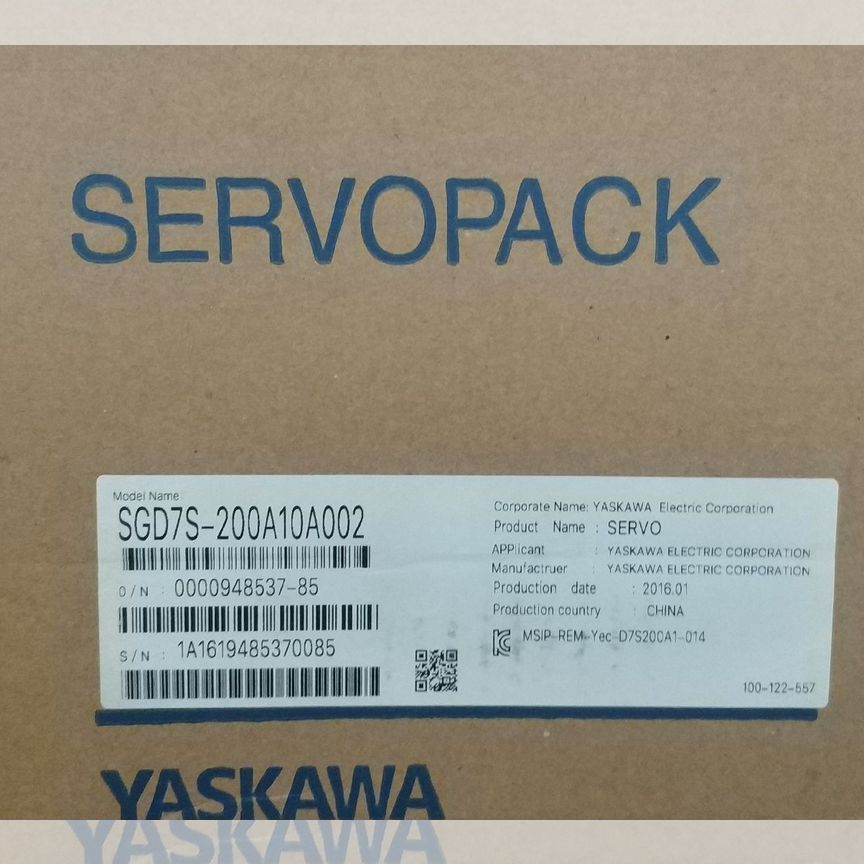 SERVOPACK
Model Name
SGD7S-200A10A002
O/N : 0000948537-85
S/N : 1A1619485370085
Corporate Name: YASKAWA Electric Corporation
Product Name : SERVO
APPlicant : YASKAWA ELECTRIC CORPORATION
Manufactruer : YASKAWA ELECTRIC CORPORATION
Production date : 2016.01
Production country : CHINA
MSIP-REM-Yec-D7S200A1-014
100-122-557
YASKAWA
YASKAWA